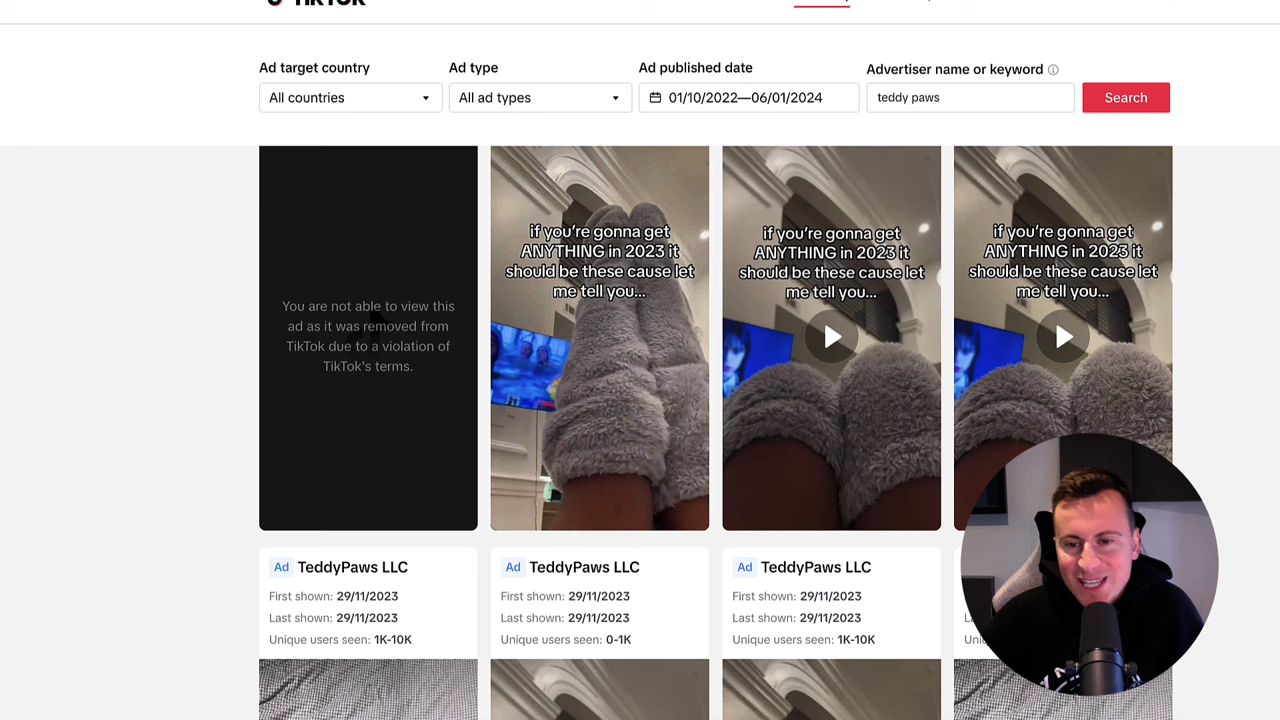 TikTok
Ad target country
Ad type
Ad published date
Advertiser name or keyword
All countries
All ad types
01/10/2022—06/01/2024
teddy paws
Search
You are not able to view this
ad as it was removed from
TikTok due to a violation of
TikTok's terms.
if you're gonna get
ANYTHING in 2023 it
should be these cause let
me tell you...
if you're gonna get
ANYTHING in 2023 it
should be these cause let
me tell you...
if you're gonna get
ANYTHING in 2023 it
should be these cause let
me tell you...
Ad TeddyPaws LLC
First shown: 29/11/2023
Last shown: 29/11/2023
Unique users seen: 1K-10K
Ad TeddyPaws LLC
First shown: 29/11/2023
Last shown: 29/11/2023
Unique users seen: 0-1K
Ad TeddyPaws LLC
First shown: 29/11/2023
Last shown: 29/11/2023
Unique users seen: 1K-10K